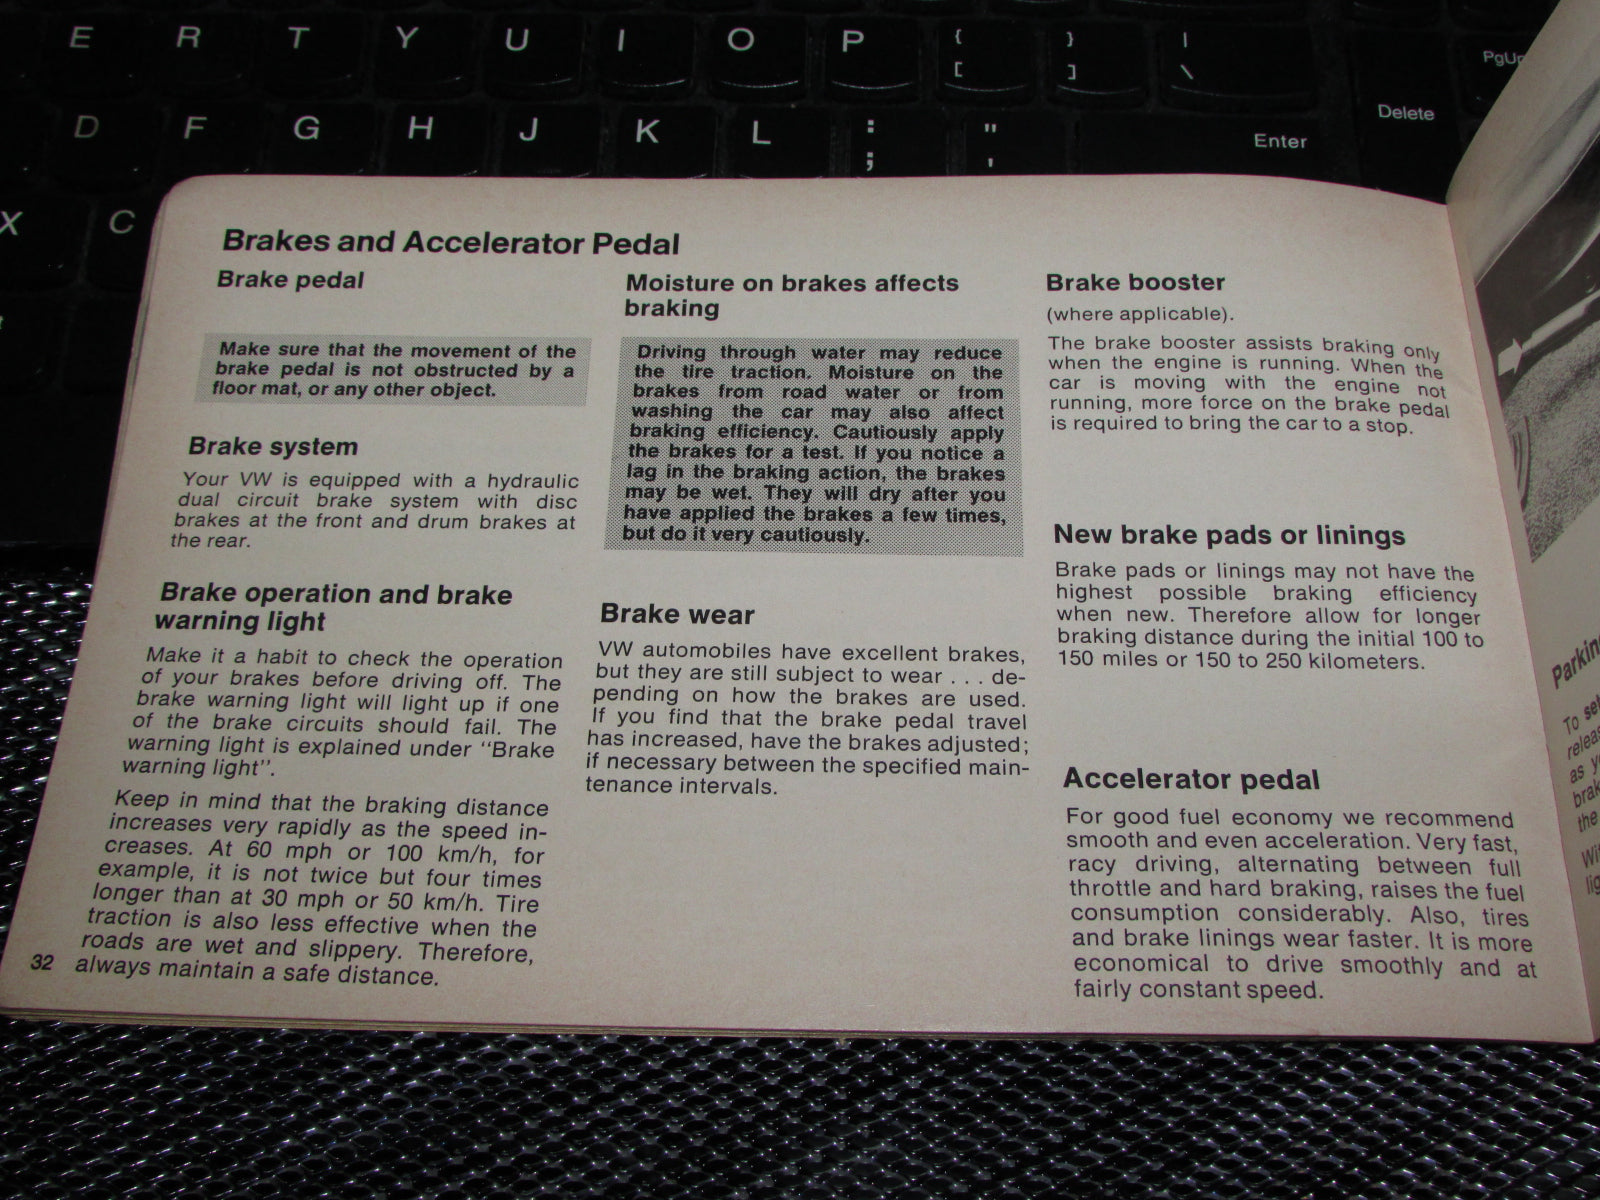 E R T Y U I O P { }  |
[ ] \
PgUp
D F G H J K L : "
; '
Enter
Delete
X C
Brakes and Accelerator Pedal
Brake pedal
Make sure that the movement of the
brake pedal is not obstructed by a
floor mat, or any other object.
Brake system
Your VW is equipped with a hydraulic
dual circuit brake system with disc
brakes at the front and drum brakes at
the rear.
Brake operation and brake
warning light
Make it a habit to check the operation
of your brakes before driving off. The
brake warning light will light up if one
of the brake circuits should fail. The
warning light is explained under "Brake
warning light".
Keep in mind that the braking distance
increases very rapidly as the speed in-
creases. At 60 mph or 100 km/h, for
example, it is not twice but four times
longer than at 30 mph or 50 km/h. Tire
traction is also less effective when the
roads are wet and slippery. Therefore,
always maintain a safe distance.
32
Moisture on brakes affects
braking
Driving through water may reduce
the tire traction. Moisture on the
brakes from road water or from
washing the car may also affect
braking efficiency. Cautiously apply
the brakes for a test. If you notice a
lag in the braking action, the brakes
may be wet. They will dry after you
have applied the brakes a few times,
but do it very cautiously.
Brake wear
VW automobiles have excellent brakes,
but they are still subject to wear . . . de-
pending on how the brakes are used.
If you find that the brake pedal travel
has increased, have the brakes adjusted;
if necessary between the specified main-
tenance intervals.
Brake booster
(where applicable).
The brake booster assists braking only
when the engine is running. When the
car is moving with the engine not
running, more force on the brake pedal
is required to bring the car to a stop.
New brake pads or linings
Brake pads or linings may not have the
highest possible braking efficiency
when new. Therefore allow for longer
braking distance during the initial 100 to
150 miles or 150 to 250 kilometers.
Accelerator pedal
For good fuel economy we recommend
smooth and even acceleration. Very fast,
racy driving, alternating between full
throttle and hard braking, raises the fuel
consumption considerably. Also, tires
and brake linings wear faster. It is more
economical to drive smoothly and at
fairly constant speed.
Parkin
To set
releas
as y
brak
the